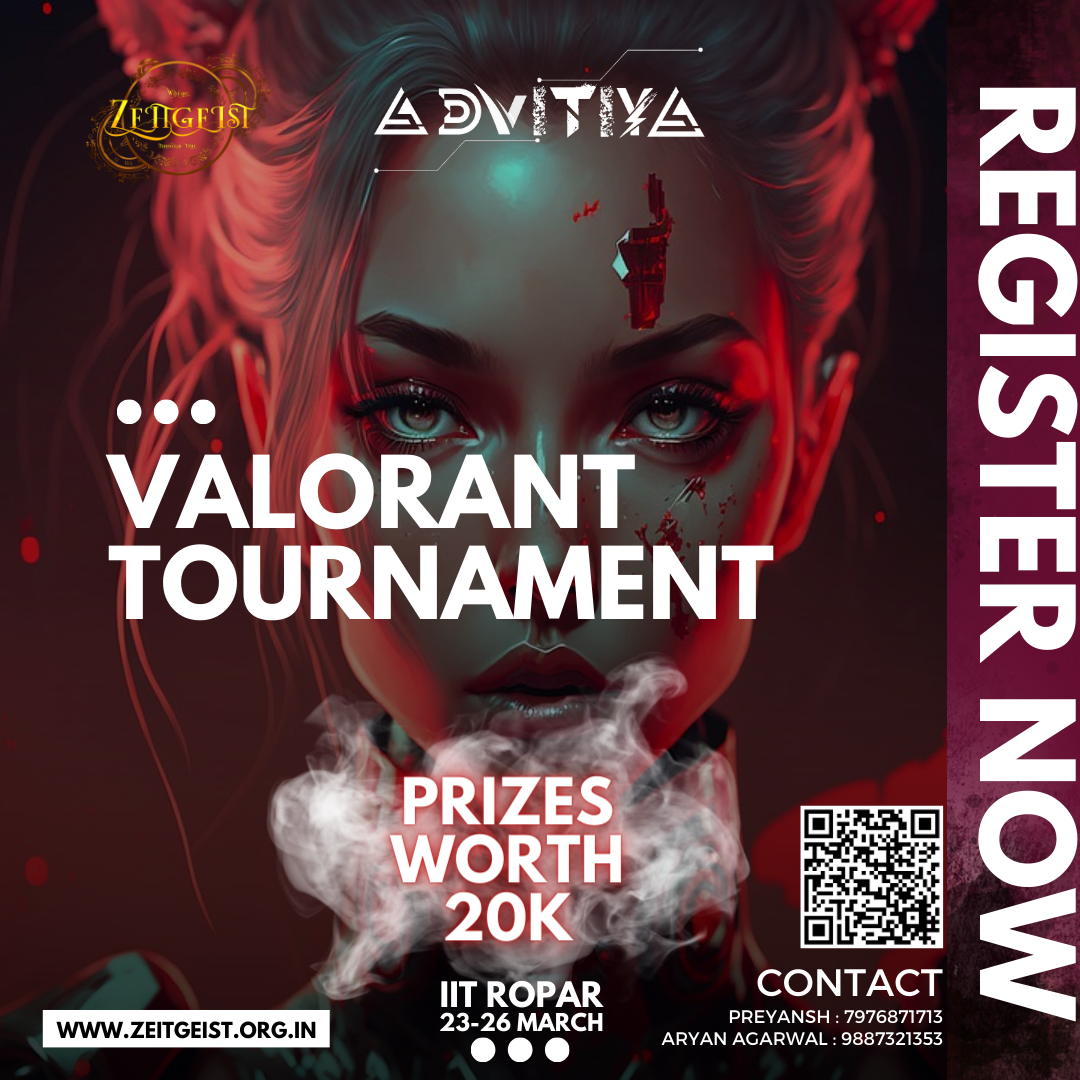 ZEITGEIST
ADVITIYA
VALORANT
TOURNAMENT
PRIZES
WORTH
20K
IIT ROPAR
23-26 MARCH
WWW.ZEITGEIST.ORG.IN
CONTACT
PREYANSH : 7976871713
ARYAN AGARWAL : 9887321353
REGISTER NOW